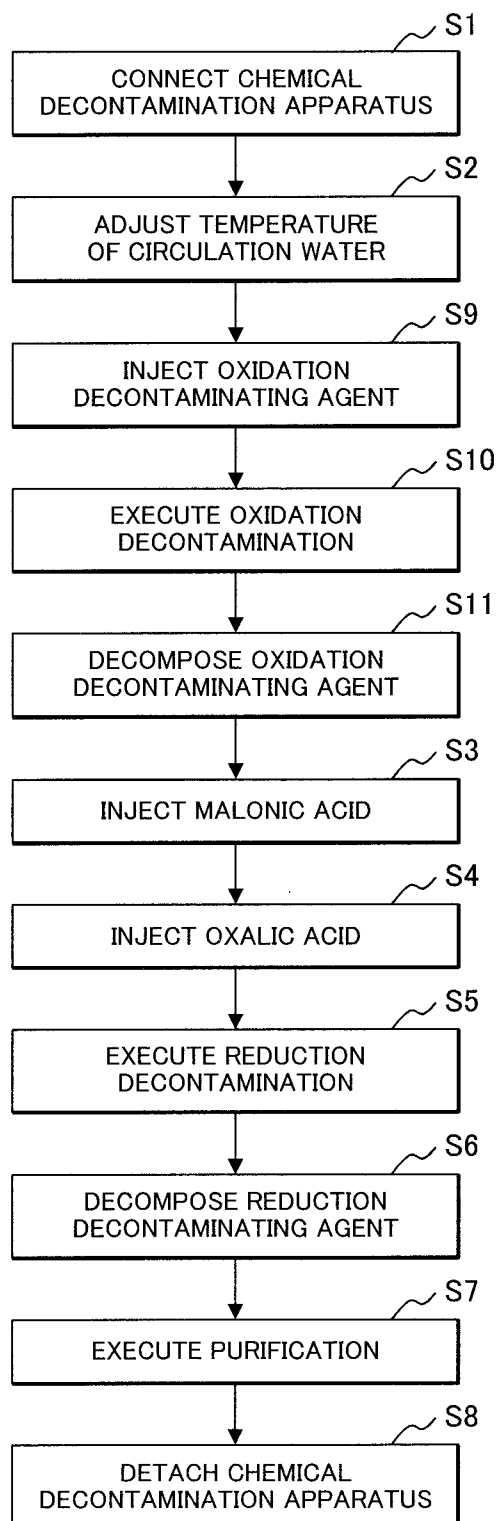 S1
CONNECT CHEMICAL
DECONTAMINATION APPARATUS
S2
ADJUST TEMPERATURE
OF CIRCULATION WATER
S9
INJECT OXIDATION
DECONTAMINATING AGENT
S10
EXECUTE OXIDATION
DECONTAMINATION
S11
DECOMPOSE OXIDATION
DECONTAMINATING AGENT
S3
INJECT MALONIC ACID
S4
INJECT OXALIC ACID
S5
EXECUTE REDUCTION
DECONTAMINATION
S6
DECOMPOSE REDUCTION
DECONTAMINATING AGENT
S7
EXECUTE PURIFICATION
S8
DETACH CHEMICAL
DECONTAMINATION APPARATUS